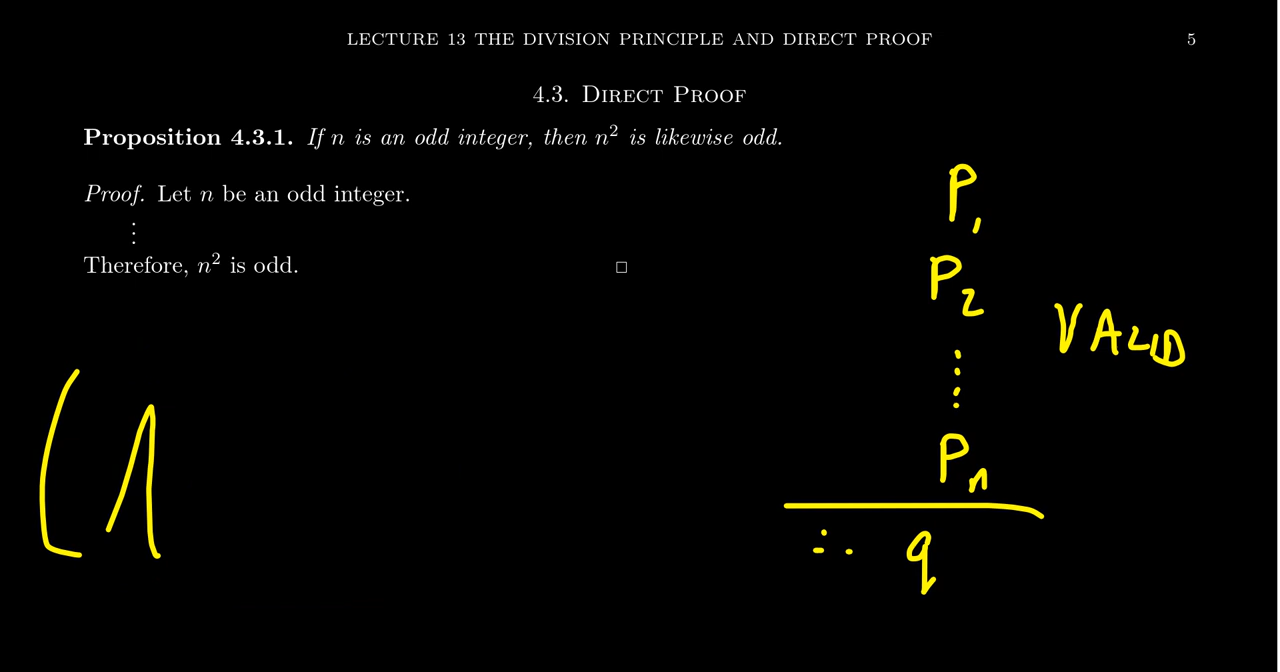 LECTURE 13 THE DIVISION PRINCIPLE AND DIRECT PROOF 5
4.3. DIRECT PROOF
Proposition 4.3.1. If n is an odd integer, then n² is likewise odd.
Proof. Let n be an odd integer.
⋮
Therefore, n² is odd. □
P₁
P₂
VALID
⋮
Pₙ
∴ q
(